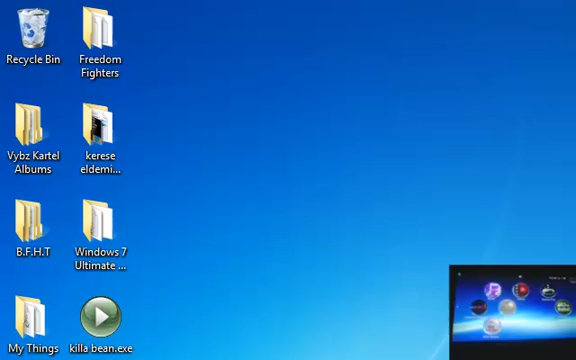 Recycle Bin
Freedom
Fighters
Vybz Kartel
Albums
kerese
eldemi...
B.F.H.T
Windows 7
Ultimate ...
My Things
killa bean.exe